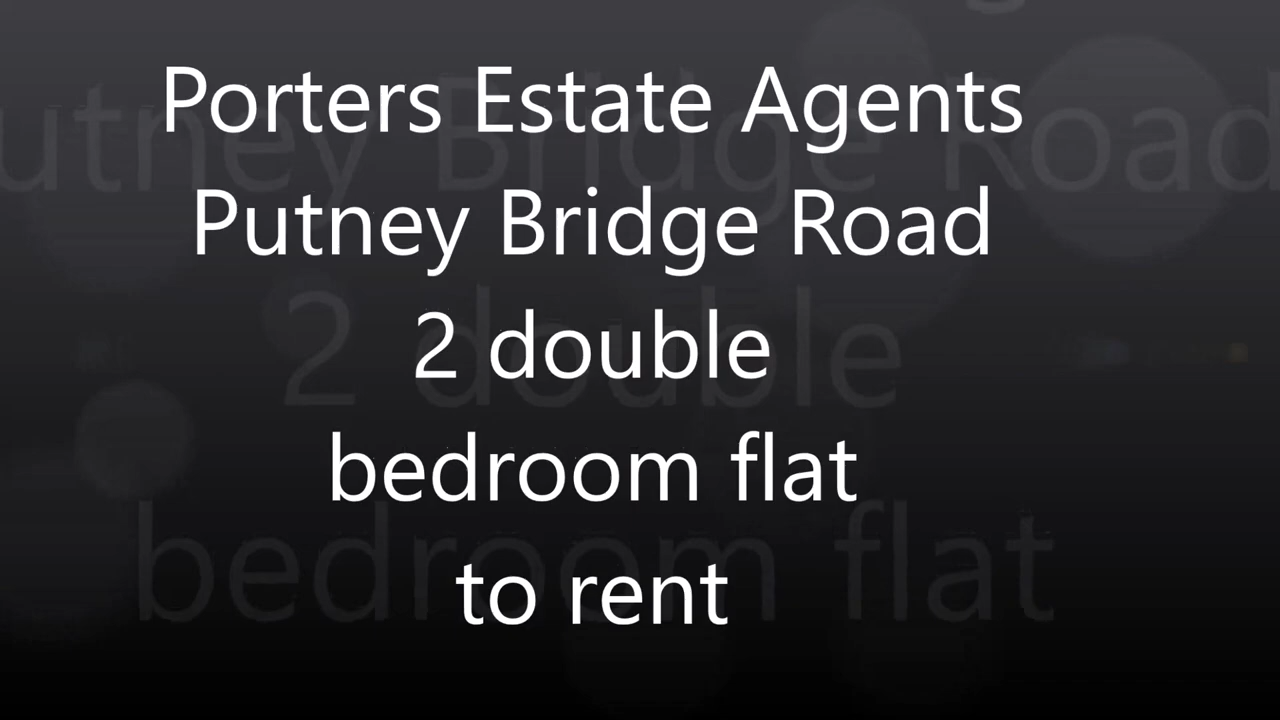 Porters Estate Agents
Putney Bridge Road
2 double
bedroom flat
to rent